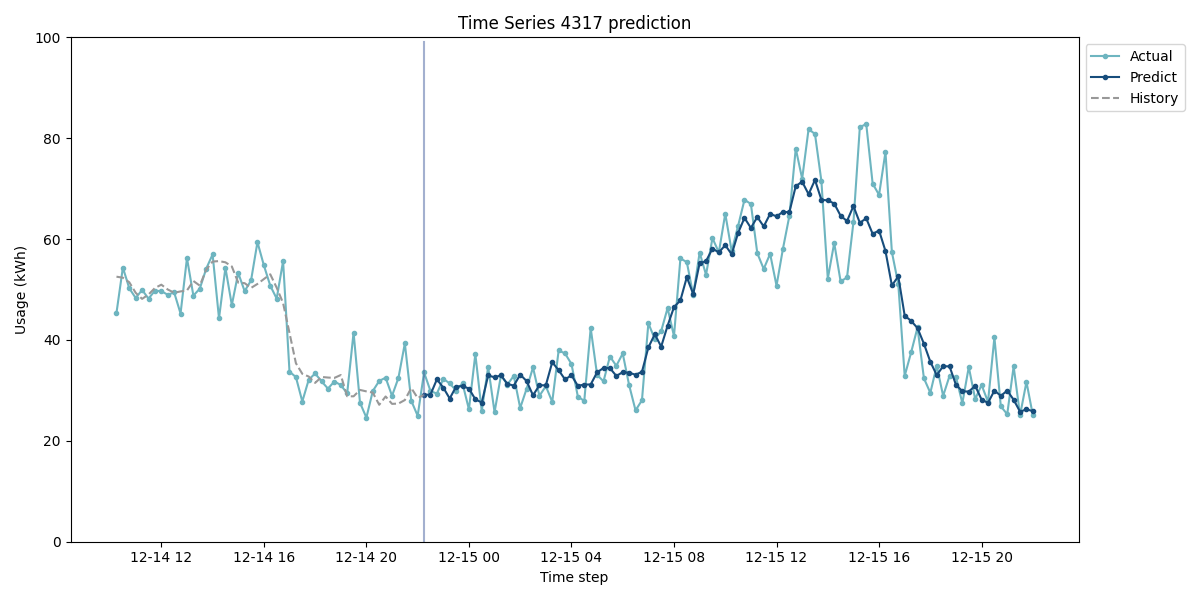 Time Series 4317 prediction
Usage (kWh)
100
80
60
40
20
0
12-14 12
12-14 16
12-14 20
12-15 00
12-15 04
12-15 08
12-15 12
12-15 16
12-15 20
Time step
Actual
Predict
History